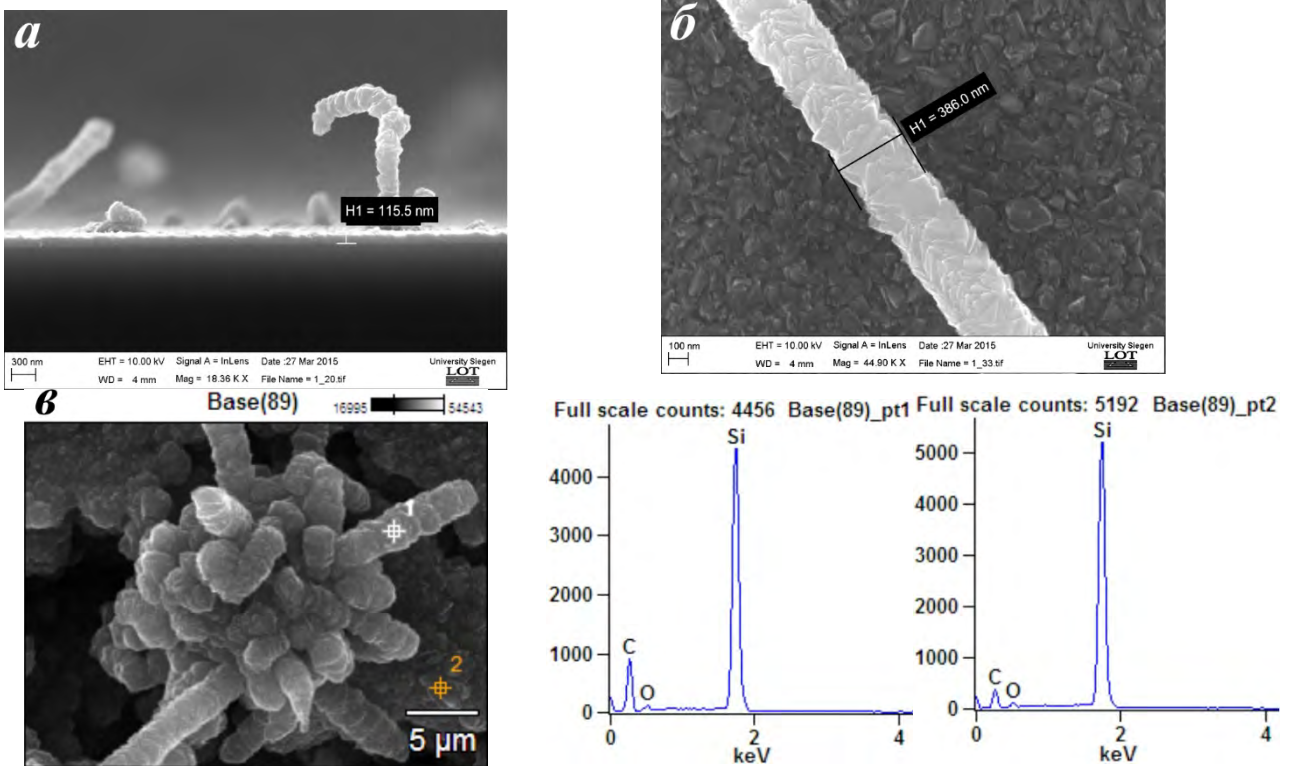 а
H1 = 115.5 nm
300 nm
EHT = 10.00 kV Signal A = InLens Date :27 Mar 2015 University Siegen
WD = 4 mm Mag = 18.36 K X File Name = 1_20.tif LOT
б
H1 = 386.0 nm
100 nm
EHT = 10.00 kV Signal A = InLens Date :27 Mar 2015 University Siegen
WD = 4 mm Mag = 44.90 K X File Name = 1_33.tif LOT
в
Base(89) 16995 54543
1
2
5 µm
Full scale counts: 4456 Base(89)_pt1
Si
4000
3000
2000
1000
C
O
0
0 2 4
keV
Full scale counts: 5192 Base(89)_pt2
Si
5000
4000
3000
2000
1000
C
O
0
0 2 4
keV